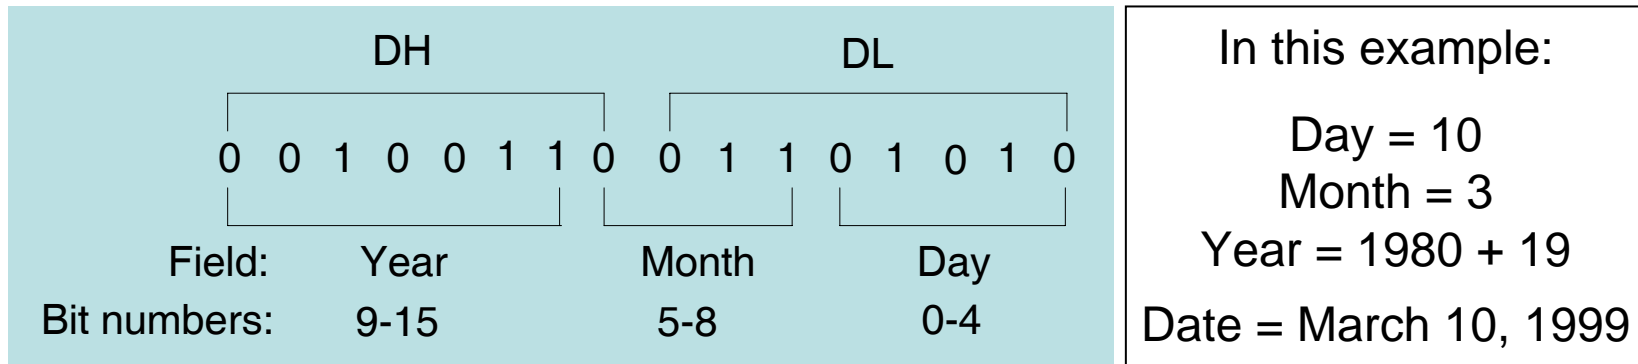 DH DL
0 0 1 0 0 1 1 0 0 1 1 0 1 0 1 0
Field: Year Month Day
Bit numbers: 9-15 5-8 0-4
In this example:
Day = 10
Month = 3
Year = 1980 + 19
Date = March 10, 1999